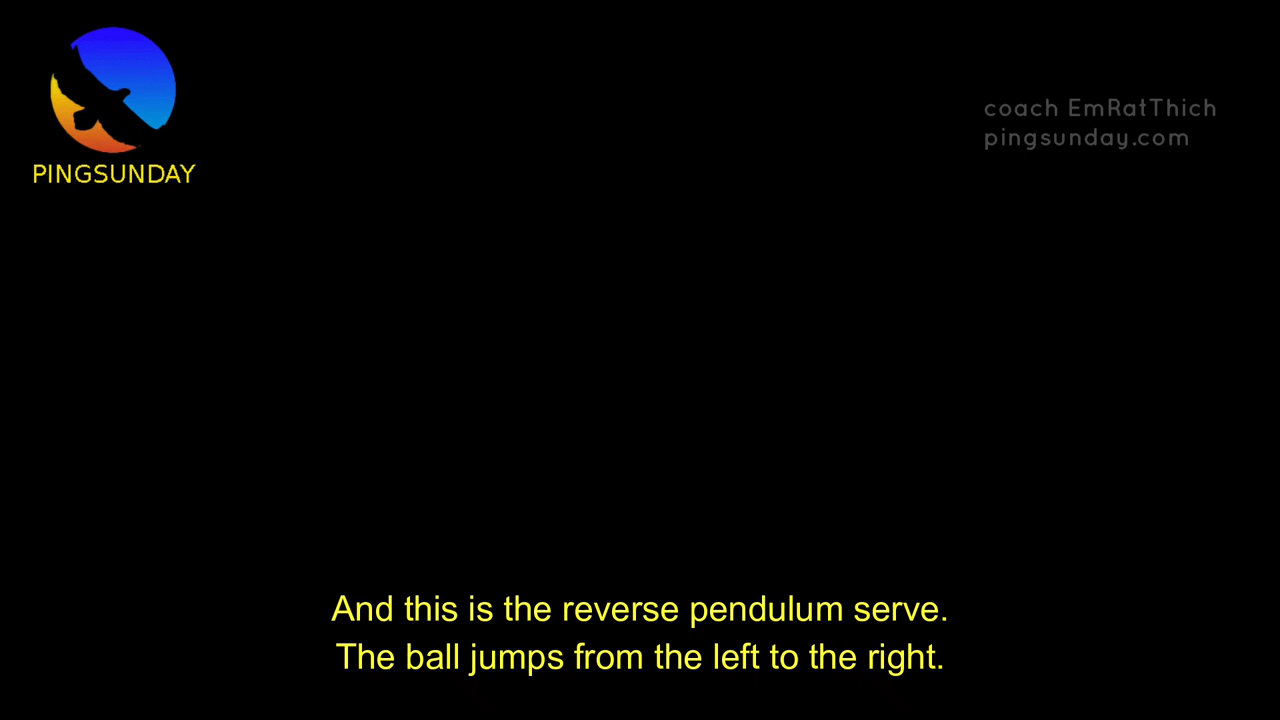 coach EmRatThich
pingsunday.com
PINGSUNDAY
And this is the reverse pendulum serve.
The ball jumps from the left to the right.